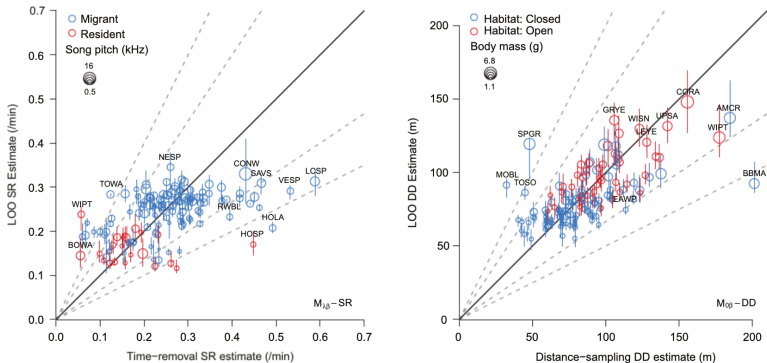 0.7
0.6
0.5
0.4
0.3
0.2
0.1
0.0
LOO SR Estimate (/min)
Migrant
Resident
Song pitch (kHz)
16
0.5
NESP
TOWA
CONW
SAVS
LCSP
VESP
WIPT
RWBL
HOLA
BOWA
HOSP
Mλβ−SR
0.0 0.1 0.2 0.3 0.4 0.5 0.6 0.7
Time−removal SR estimate (/min)
200
150
100
50
0
LOO DD Estimate (m)
Habitat: Closed
Habitat: Open
Body mass (g)
6.8
1.1
CORA
GRYE
AMCR
WISN
UPSA
SPGR
LEYE
WIPT
MOBL
TOSO
BBMA
EAWP
M0β−DD
0 50 100 150 200
Distance−sampling DD estimate (m)